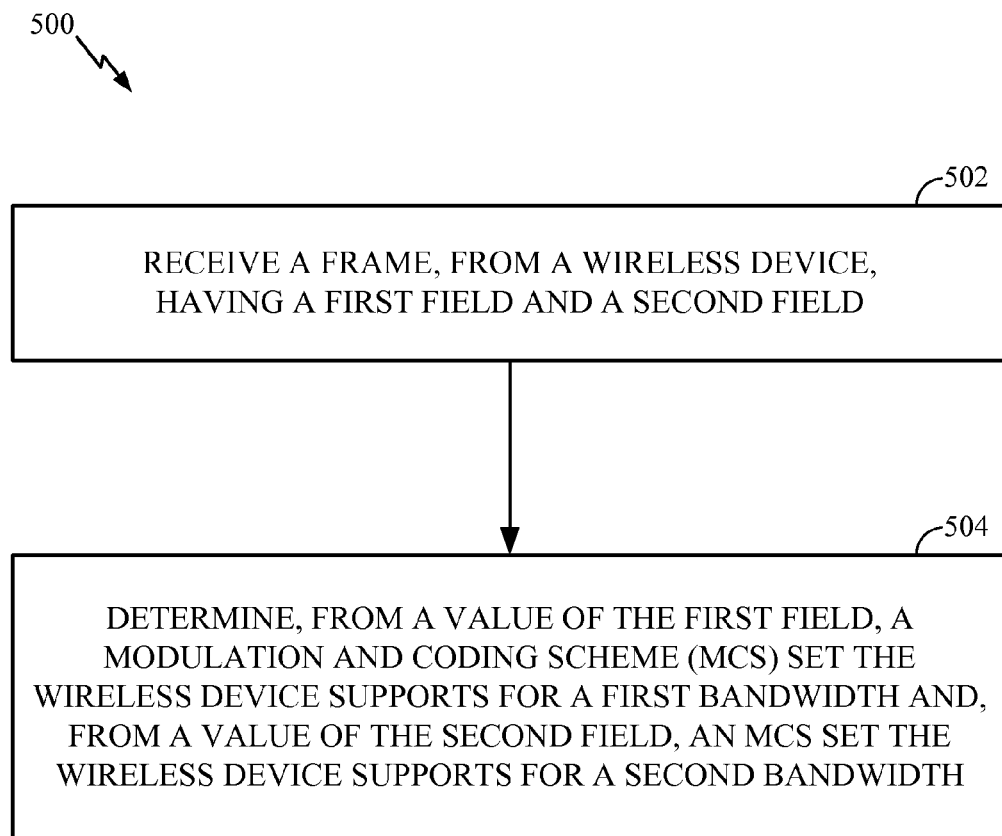 500
502
RECEIVE A FRAME, FROM A WIRELESS DEVICE,
HAVING A FIRST FIELD AND A SECOND FIELD
504
DETERMINE, FROM A VALUE OF THE FIRST FIELD, A
MODULATION AND CODING SCHEME (MCS) SET THE
WIRELESS DEVICE SUPPORTS FOR A FIRST BANDWIDTH AND,
FROM A VALUE OF THE SECOND FIELD, AN MCS SET THE
WIRELESS DEVICE SUPPORTS FOR A SECOND BANDWIDTH